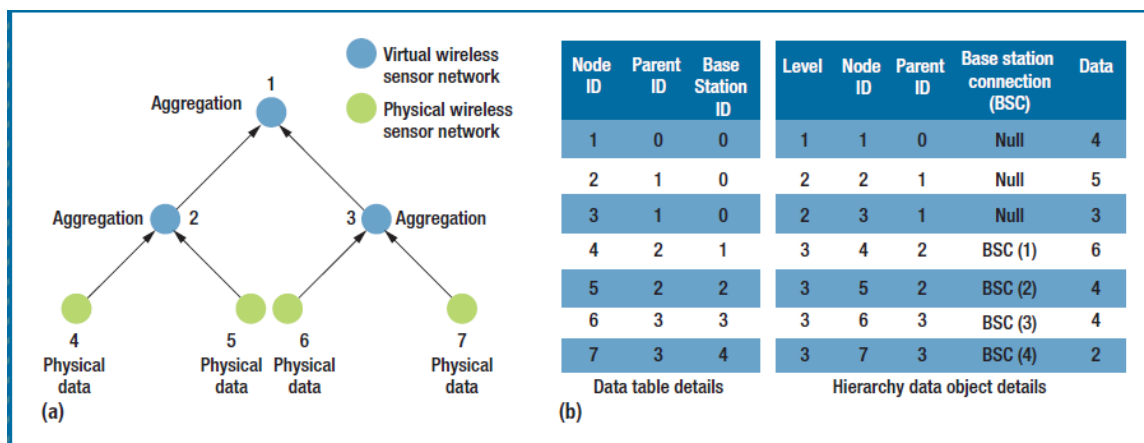 Virtual wireless
sensor network
Physical wireless
sensor network
1
Aggregation
Aggregation 2
3 Aggregation
4
Physical
data
5
Physical
data
6
Physical
data
7
Physical
data
(a)
Node ID Parent ID Base Station ID
1 0 0
2 1 0
3 1 0
4 2 1
5 2 2
6 3 3
7 3 4
Data table details
Level Node ID Parent ID Base station connection (BSC) Data
1 1 0 Null 4
2 2 1 Null 5
2 3 1 Null 3
3 4 2 BSC (1) 6
3 5 2 BSC (2) 4
3 6 3 BSC (3) 4
3 7 3 BSC (4) 2
Hierarchy data object details
(b)